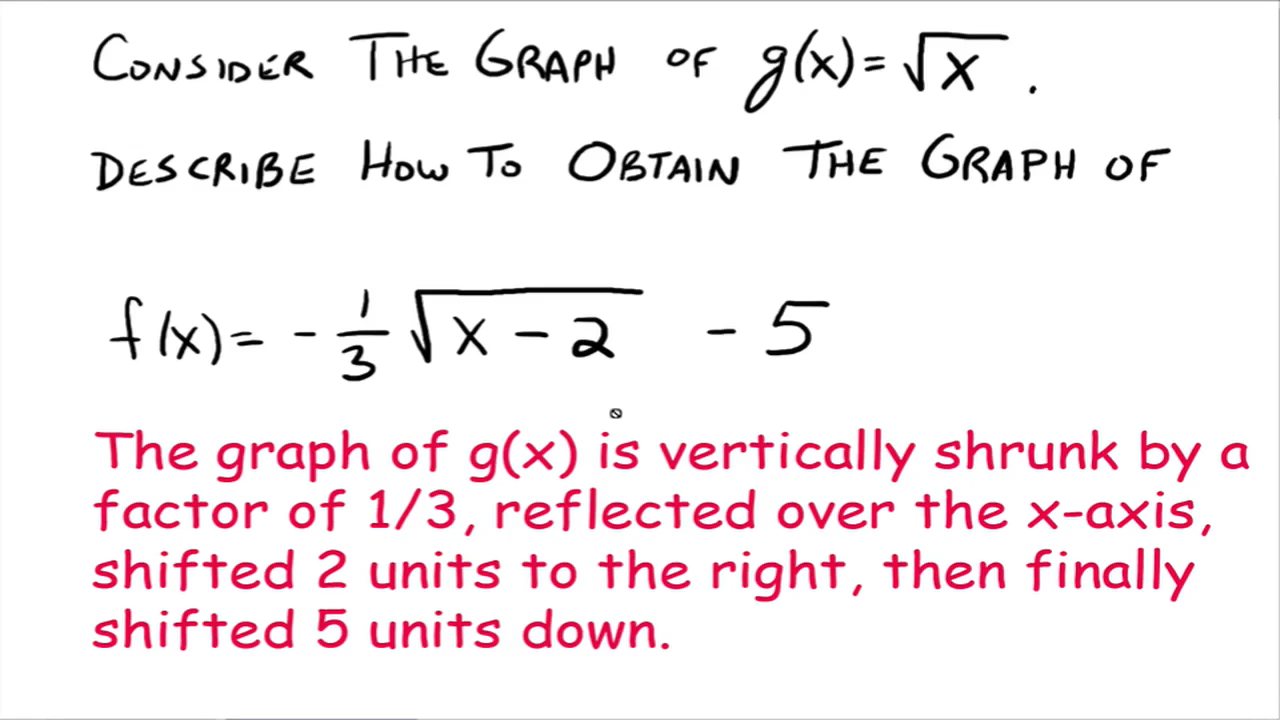 CONSIDER THE GRAPH OF g(x) = √x .
DESCRIBE HOW TO OBTAIN THE GRAPH OF
f(x) = - 1/3 √(x - 2) - 5
The graph of g(x) is vertically shrunk by a
factor of 1/3, reflected over the x-axis,
shifted 2 units to the right, then finally
shifted 5 units down.